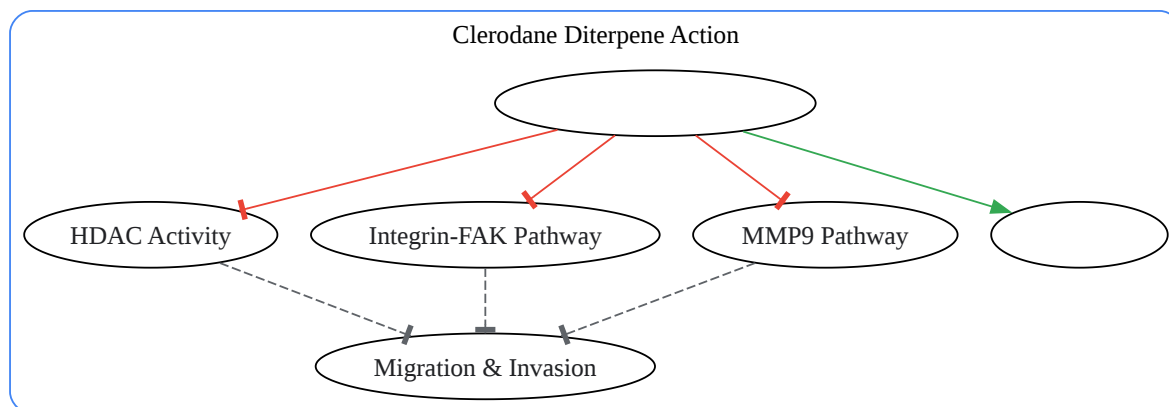 Clerodane Diterpene Action
HDAC Activity
Integrin-FAK Pathway
MMP9 Pathway
Migration & Invasion